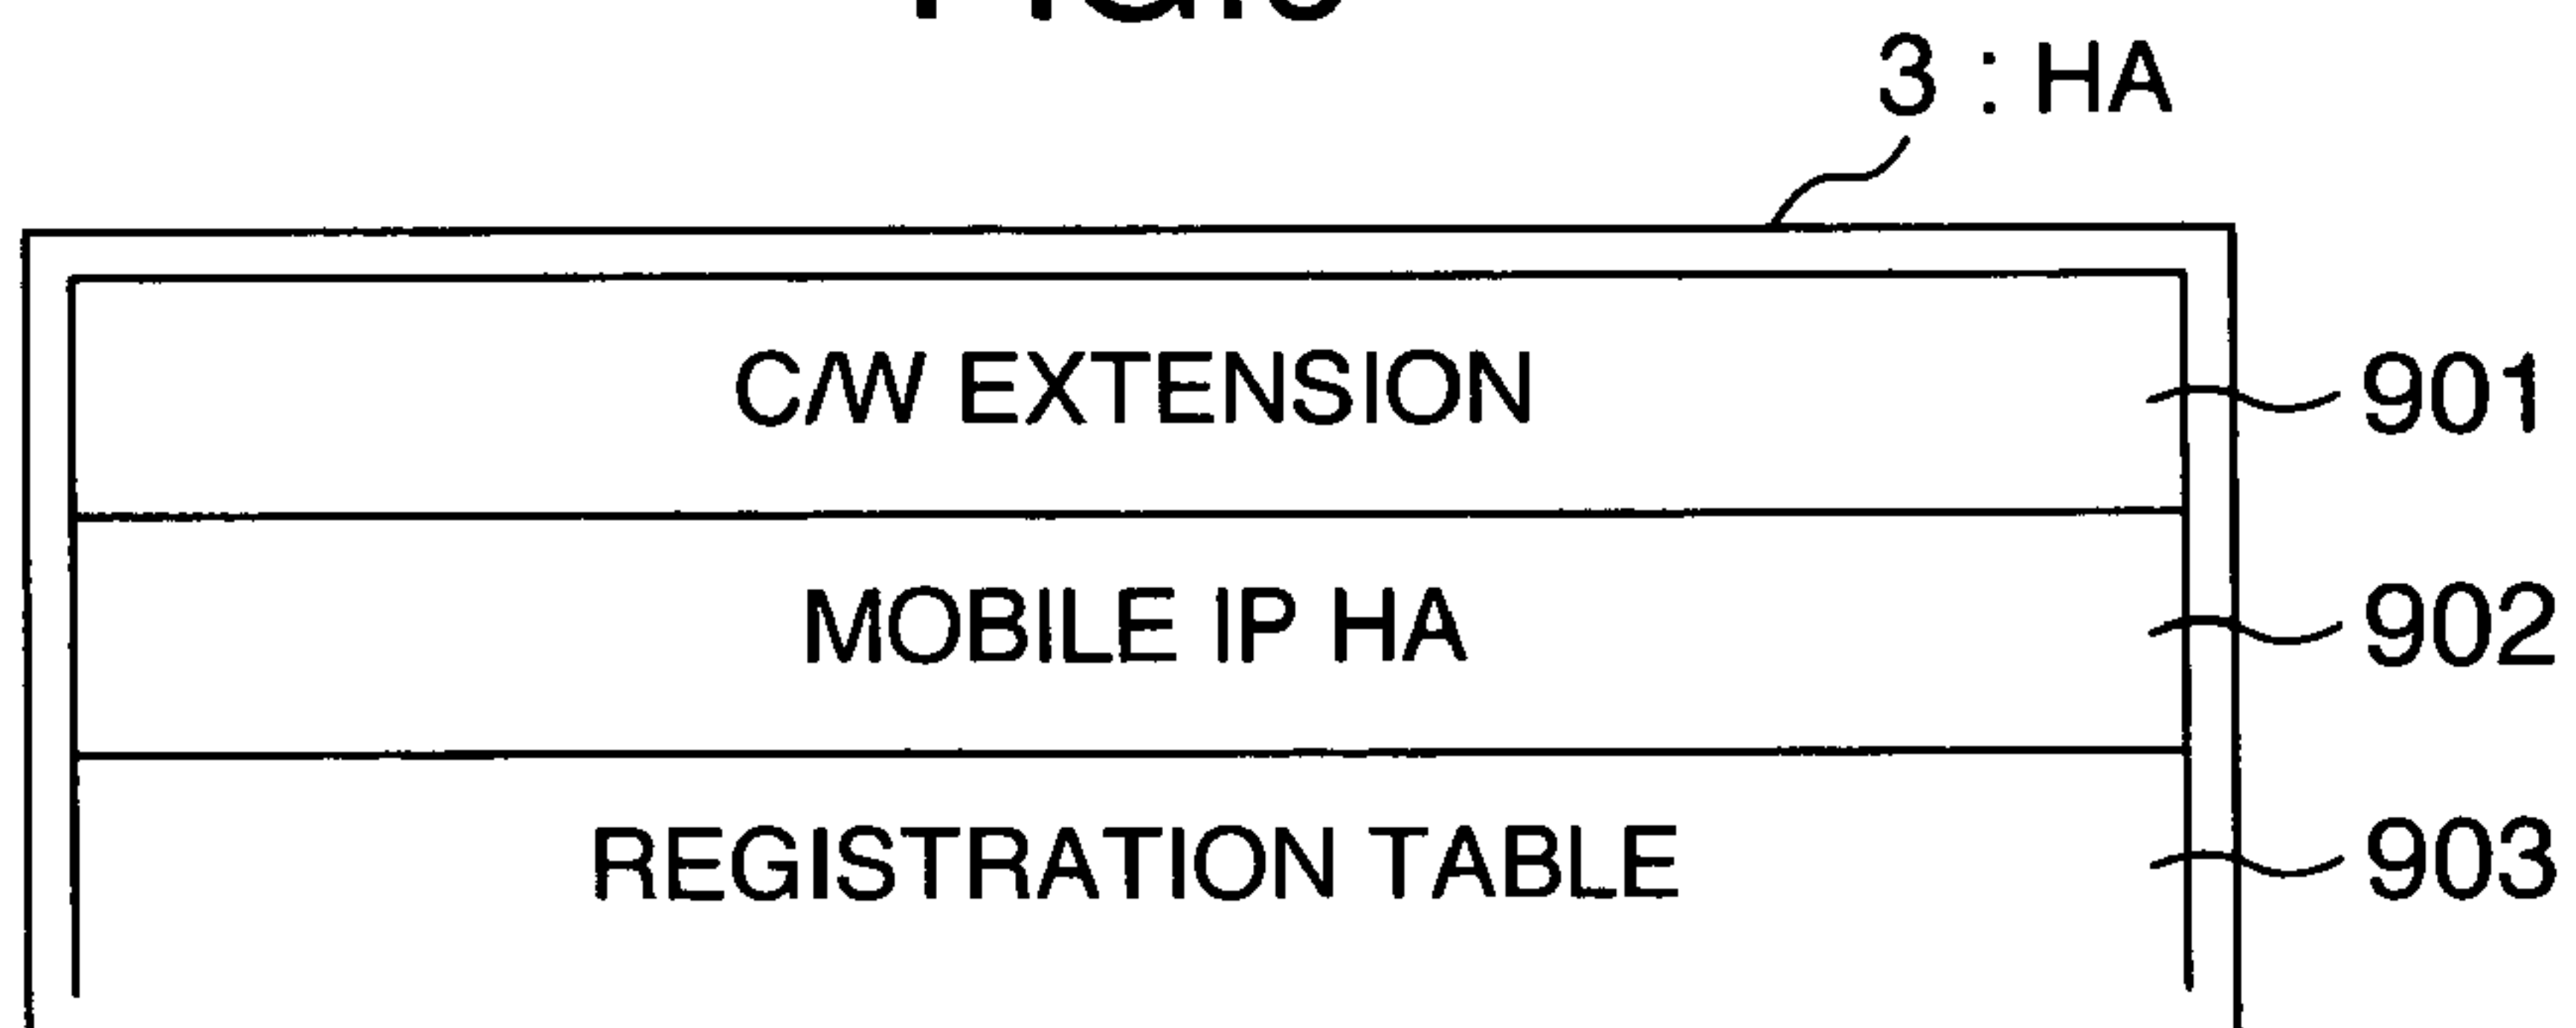 3 : HA
C/W EXTENSION
901
MOBILE IP HA
902
REGISTRATION TABLE
903